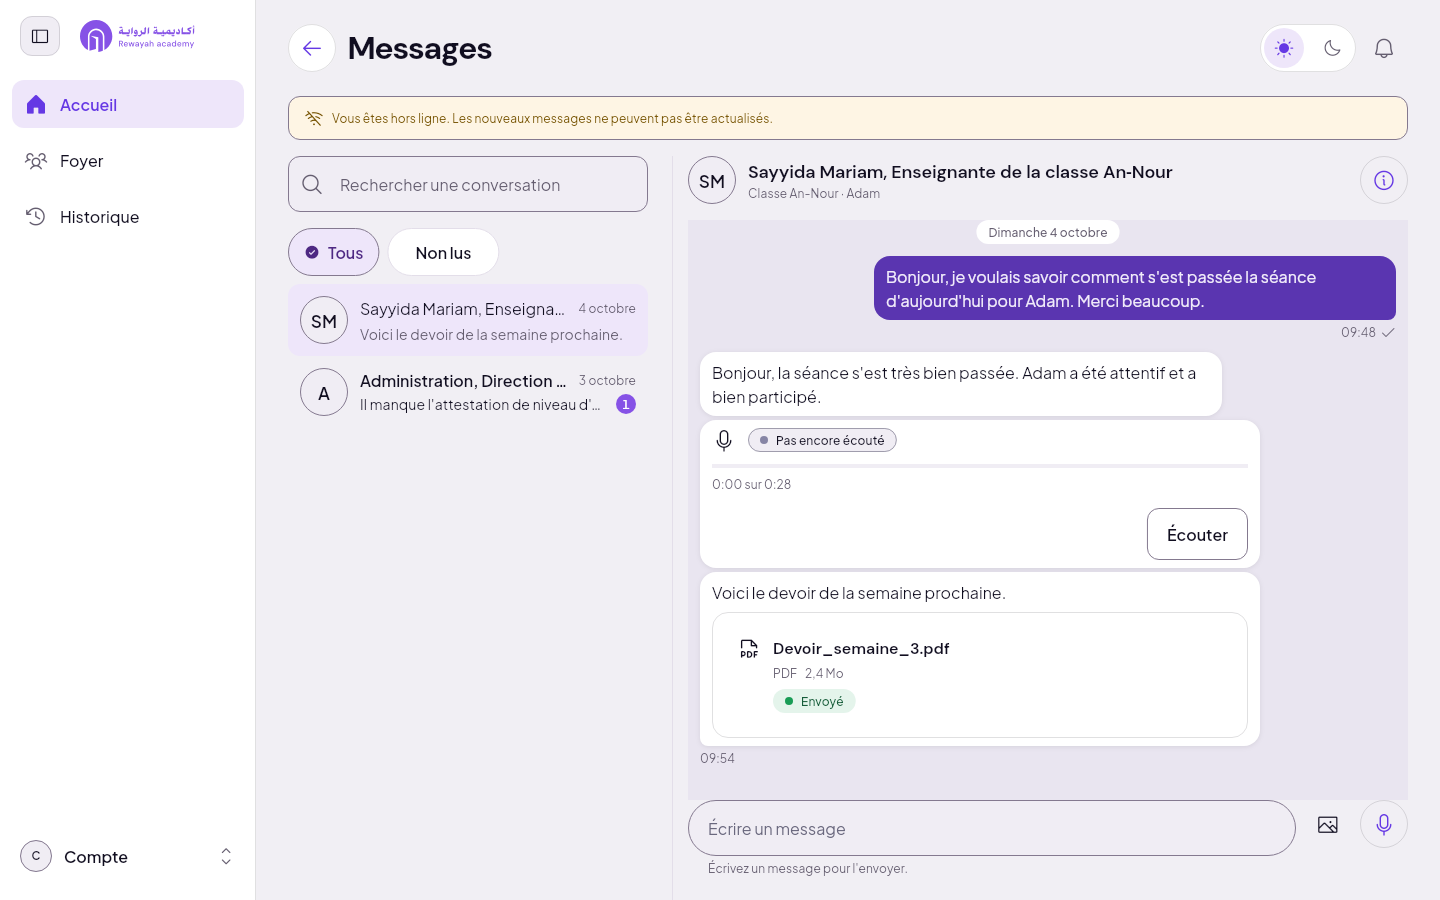 أكاديمية الرواية
Rewayah academy
Accueil
Foyer
Historique
C
Compte
Messages
Vous êtes hors ligne. Les nouveaux messages ne peuvent pas être actualisés.
Rechercher une conversation
Tous
Non lus
SM
Sayyida Mariam, Enseigna…
4 octobre
Voici le devoir de la semaine prochaine.
A
Administration, Direction …
3 octobre
Il manque l'attestation de niveau d'…
1
SM
Sayyida Mariam, Enseignante de la classe An-Nour
Classe An-Nour · Adam
Dimanche 4 octobre
Bonjour, je voulais savoir comment s'est passée la séance
d'aujourd'hui pour Adam. Merci beaucoup.
09:48
Bonjour, la séance s'est très bien passée. Adam a été attentif et a
bien participé.
Pas encore écouté
0:00 sur 0:28
Écouter
Voici le devoir de la semaine prochaine.
PDF
Devoir_semaine_3.pdf
PDF 2,4 Mo
Envoyé
09:54
Écrire un message
Écrivez un message pour l'envoyer.